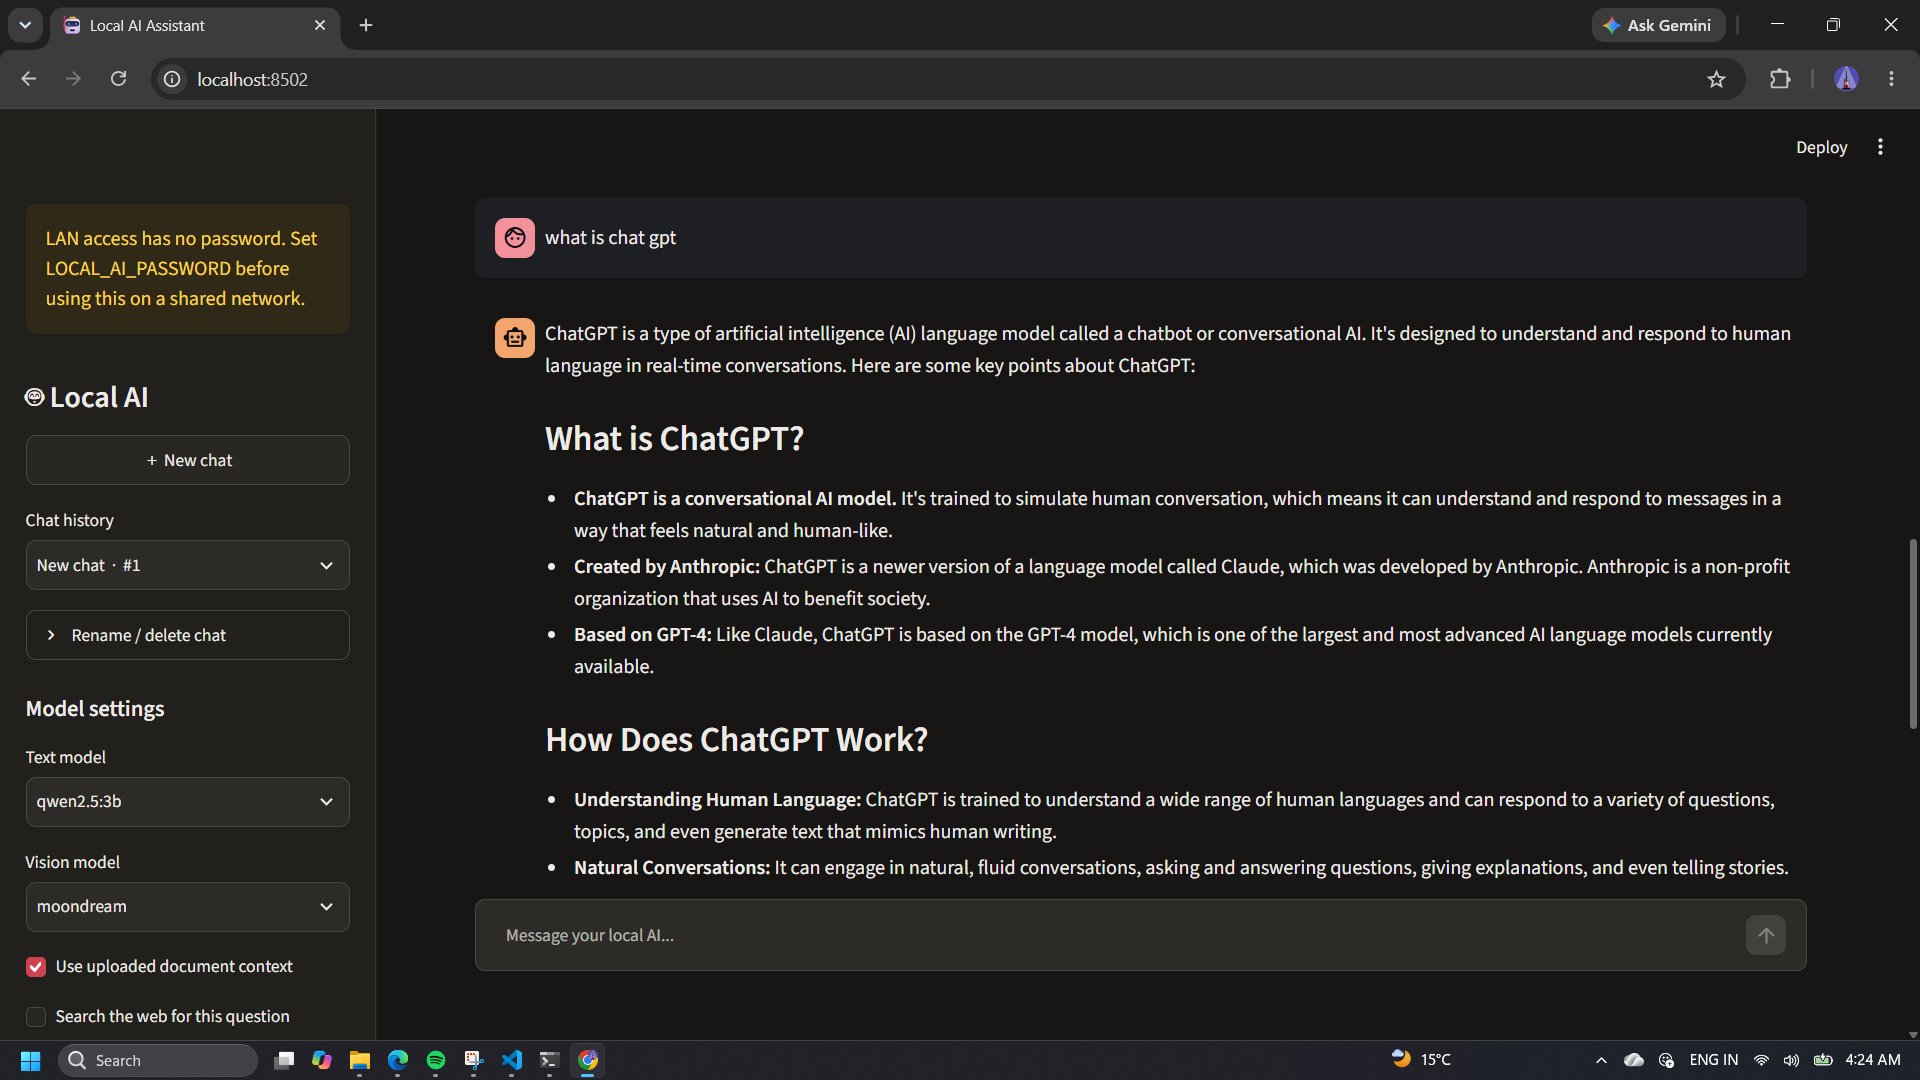 Local AI Assistant
Ask Gemini
localhost:8502
Deploy
LAN access has no password. Set
LOCAL_AI_PASSWORD before
using this on a shared network.
Local AI
+ New chat
Chat history
New chat · #1
Rename / delete chat
Model settings
Text model
qwen2.5:3b
Vision model
moondream
Use uploaded document context
Search the web for this question
what is chat gpt
ChatGPT is a type of artificial intelligence (AI) language model called a chatbot or conversational AI. It's designed to understand and respond to human
language in real-time conversations. Here are some key points about ChatGPT:
What is ChatGPT?
ChatGPT is a conversational AI model. It's trained to simulate human conversation, which means it can understand and respond to messages in a
way that feels natural and human-like.
Created by Anthropic: ChatGPT is a newer version of a language model called Claude, which was developed by Anthropic. Anthropic is a non-profit
organization that uses AI to benefit society.
Based on GPT-4: Like Claude, ChatGPT is based on the GPT-4 model, which is one of the largest and most advanced AI language models currently
available.
How Does ChatGPT Work?
Understanding Human Language: ChatGPT is trained to understand a wide range of human languages and can respond to a variety of questions,
topics, and even generate text that mimics human writing.
Natural Conversations: It can engage in natural, fluid conversations, asking and answering questions, giving explanations, and even telling stories.
Message your local AI...
Search
15°C
ENG IN
4:24 AM